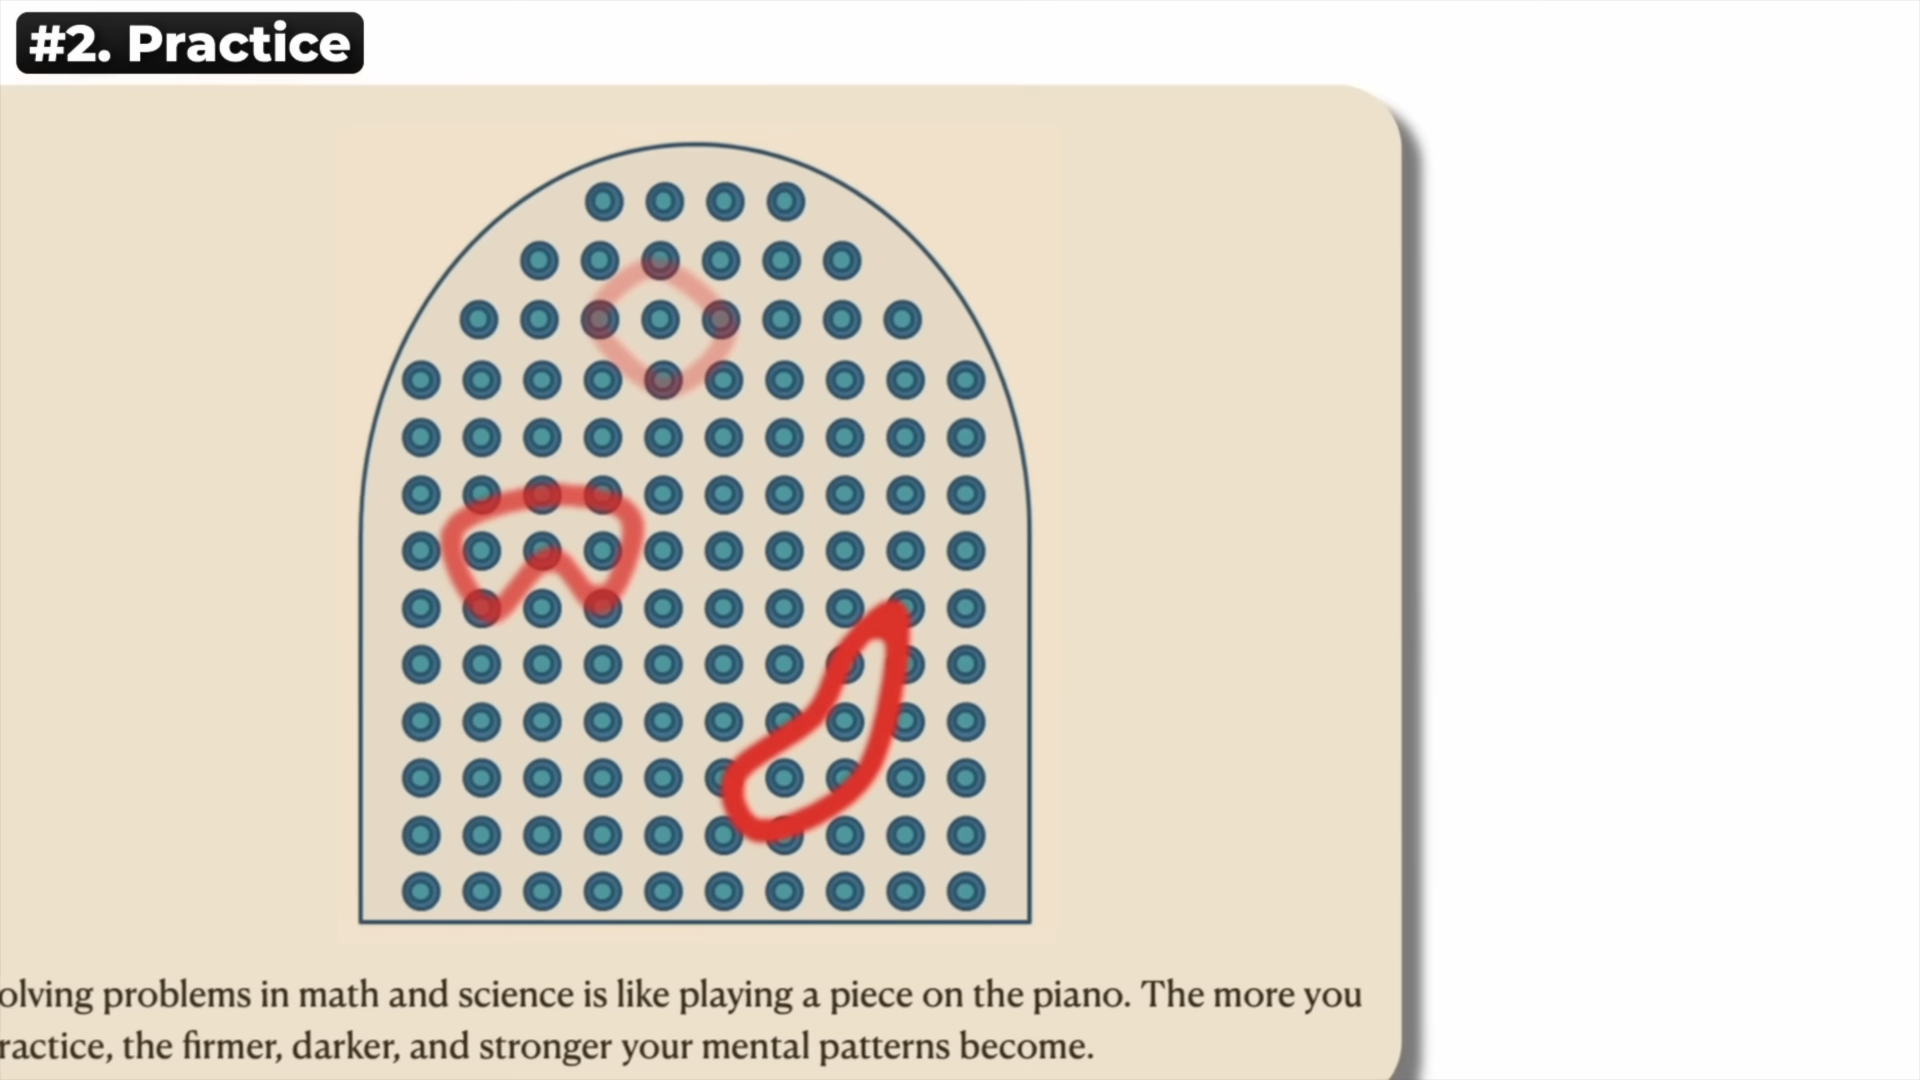 #2. Practice
olving problems in math and science is like playing a piece on the piano. The more you
ractice, the firmer, darker, and stronger your mental patterns become.